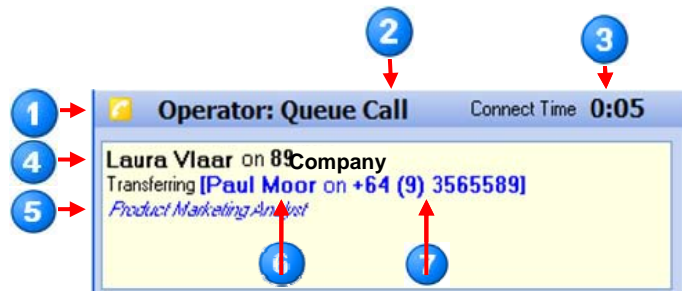 2
3
1
Operator: Queue Call Connect Time 0:05
4
Laura Vlaar on 89 Company
Transferring [Paul Moor on +64 (9) 3565589]
5
Product Marketing Analyst
6
7